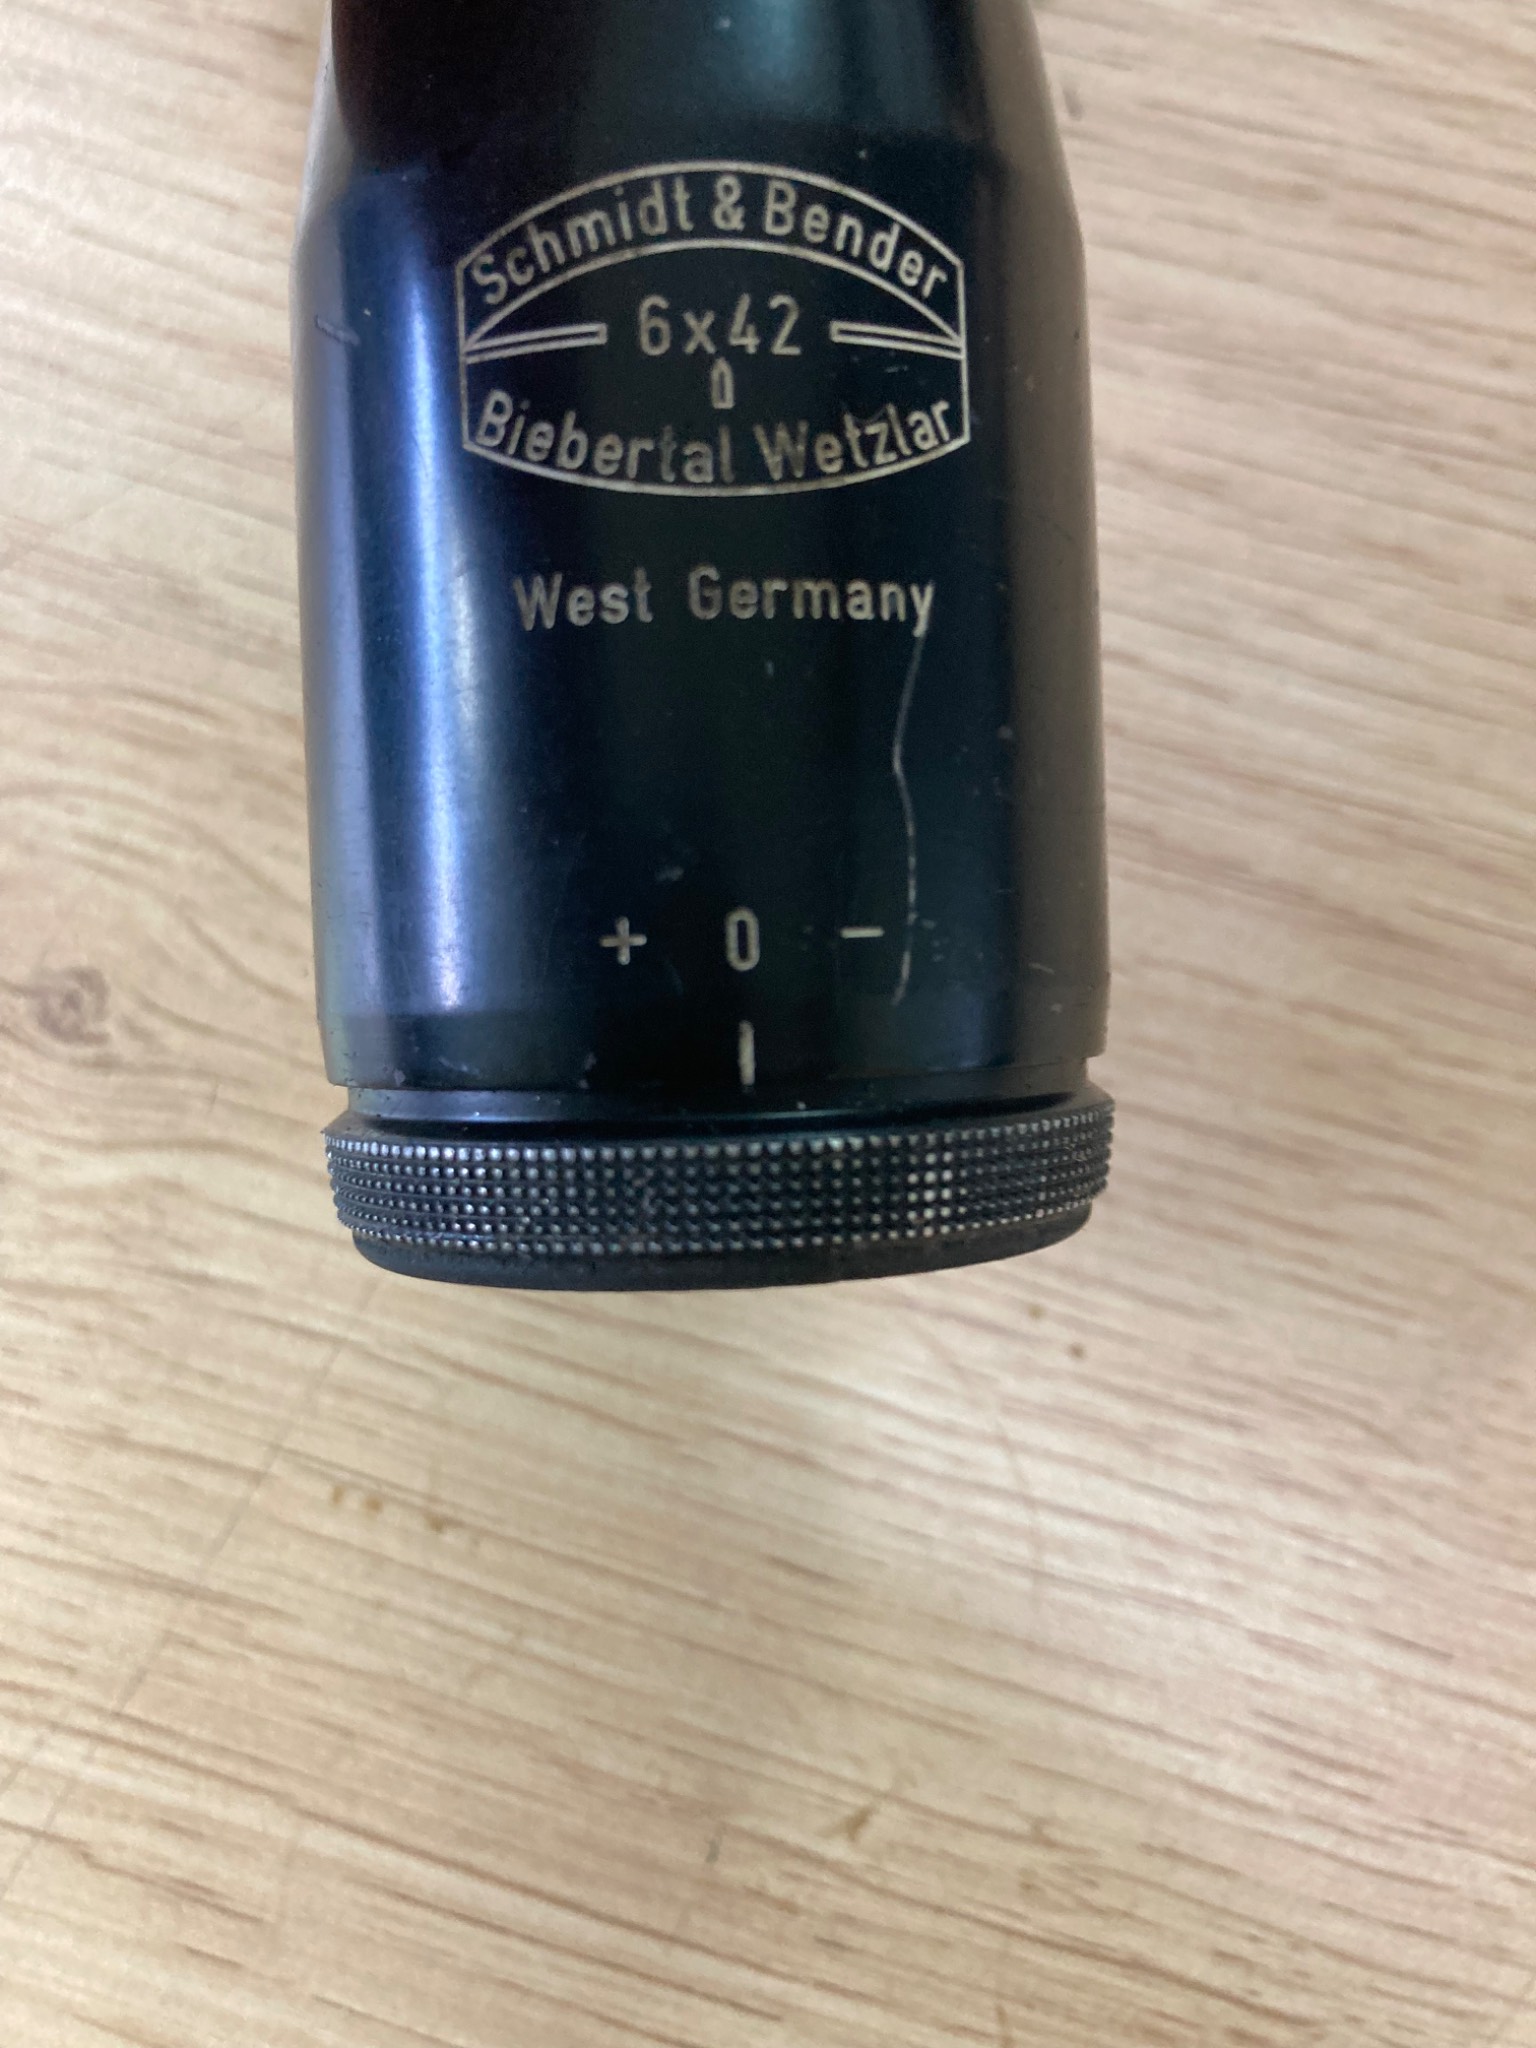 Schmidt & Bender
6x42
Biebertal Wetzlar
West Germany
+ 0 -